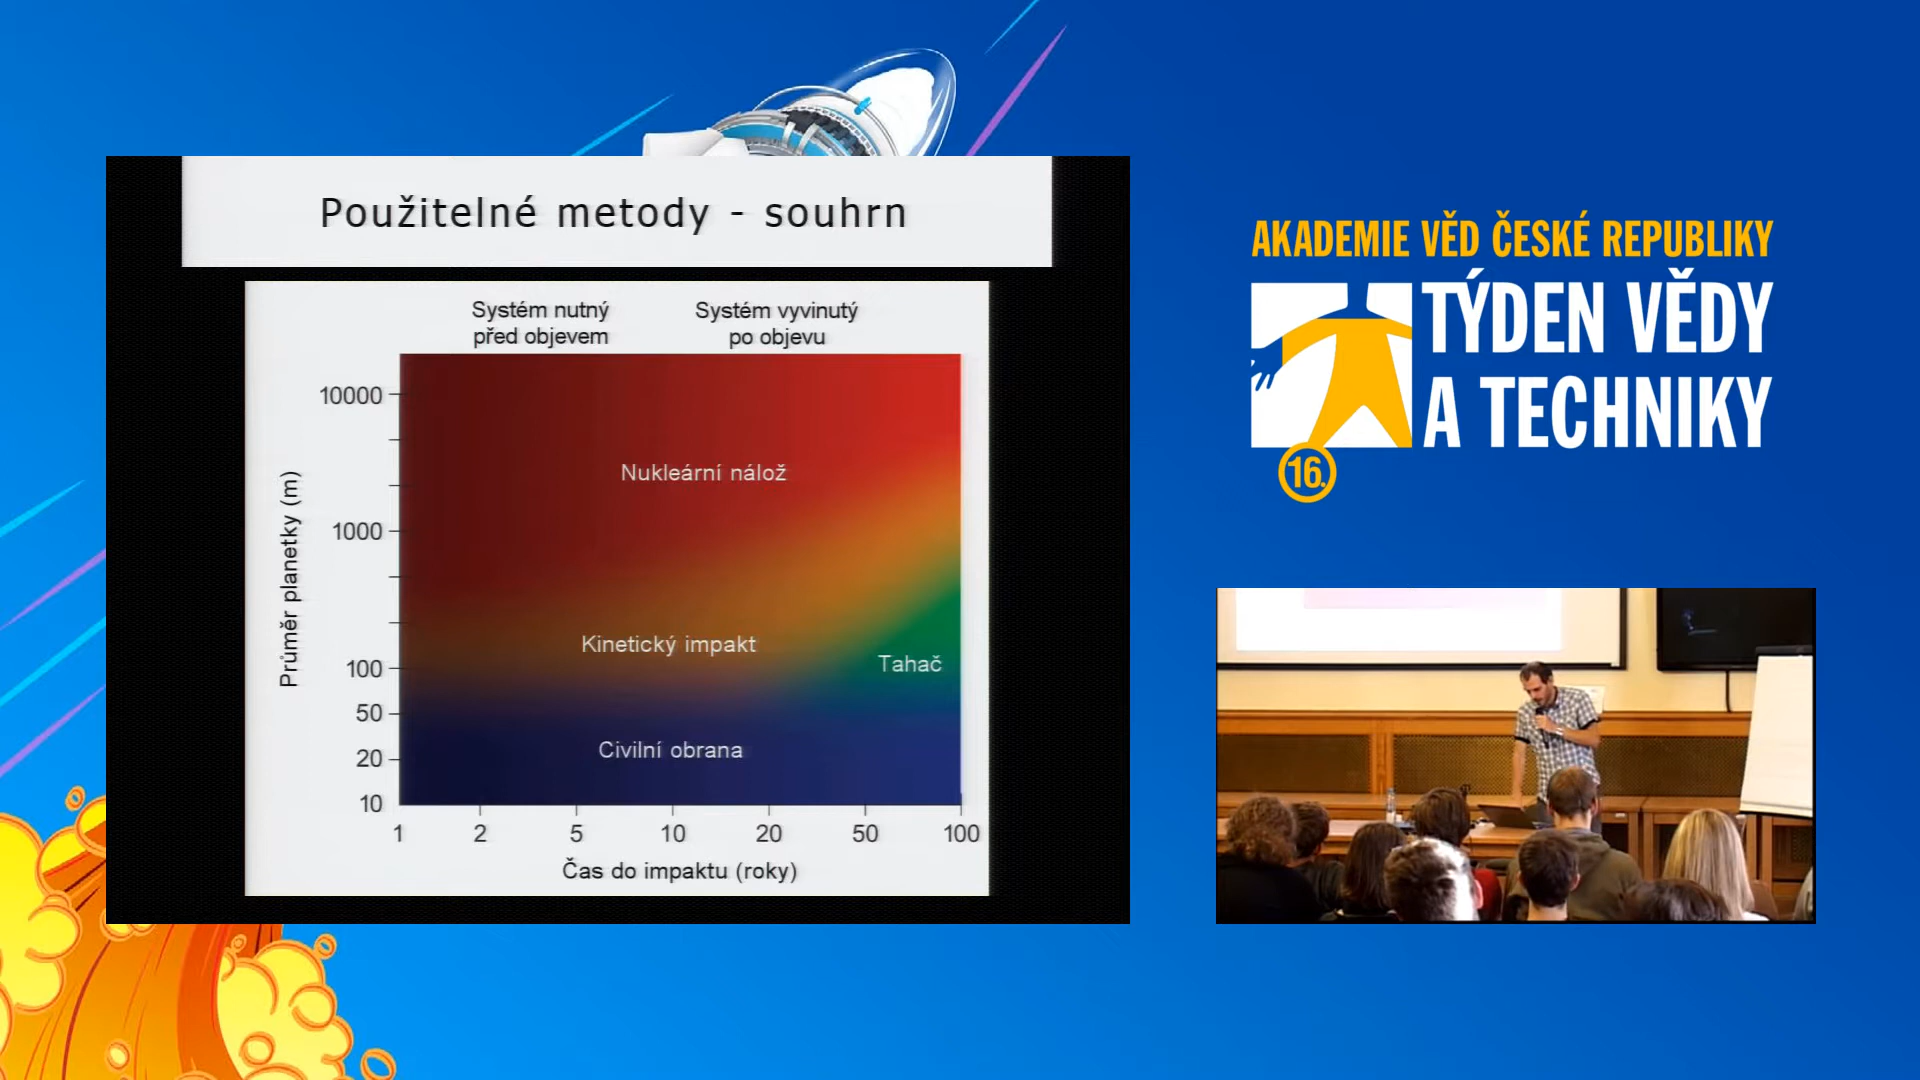 Použitelné metody - souhrn
Systém nutný
před objevem
Systém vyvinutý
po objevu
10000
1000
100
50
20
10
Průměr planetky (m)
Nukleární nálož
Kinetický impakt
Tahač
Civilní obrana
1 2 5 10 20 50 100
Čas do impaktu (roky)
AKADEMIE VĚD ČESKÉ REPUBLIKY
TÝDEN VĚDY
A TECHNIKY
16.